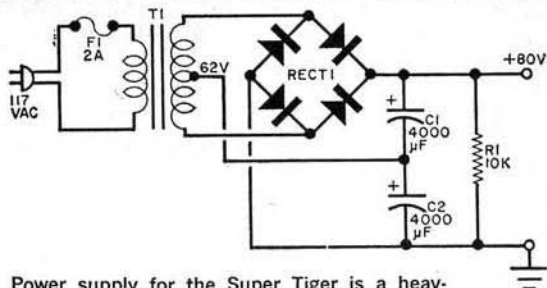 T1
F1
2A
62V
RECT1
+80V
117
VAC
+
C1
4000
µF
R1
10K
+
C2
4000
µF
Power supply for the Super Tiger is a heav-